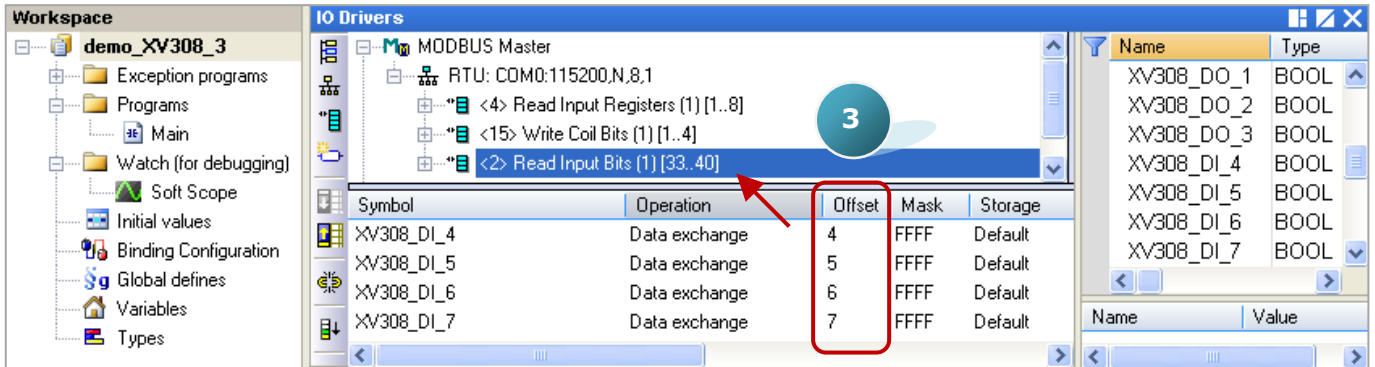 Workspace
demo_XV308_3
Exception programs
Programs
Main
Watch (for debugging)
Soft Scope
Initial values
Binding Configuration
Global defines
Variables
Types
IO Drivers
MODBUS Master
RTU: COM0:115200,N,8,1
<4> Read Input Registers (1) [1..8]
<15> Write Coil Bits (1) [1..4]
<2> Read Input Bits (1) [33..40]
3
Symbol Operation Offset Mask Storage
XV308_DI_4 Data exchange 4 FFFF Default
XV308_DI_5 Data exchange 5 FFFF Default
XV308_DI_6 Data exchange 6 FFFF Default
XV308_DI_7 Data exchange 7 FFFF Default
Name Type
XV308_DO_1 BOOL
XV308_DO_2 BOOL
XV308_DO_3 BOOL
XV308_DI_4 BOOL
XV308_DI_5 BOOL
XV308_DI_6 BOOL
XV308_DI_7 BOOL
Name Value